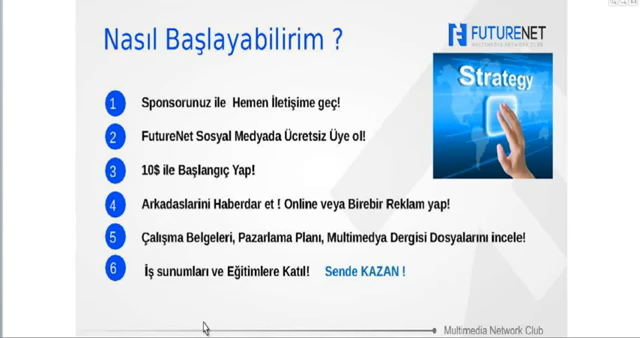 Nasıl Başlayabilirim ?
FUTURENET
MULTIMEDIA NETWORK CLUB
Strategy
1 Sponsorunuz ile Hemen İletişime geç!
2 FutureNet Sosyal Medyada Ücretsiz Üye ol!
3 10$ ile Başlangıç Yap!
4 Arkadaslarini Haberdar et ! Online veya Birebir Reklam yap!
5 Çalışma Belgeleri, Pazarlama Planı, Multimedya Dergisi Dosyalarını incele!
6 İş sunumları ve Eğitimlere Katıl! Sende KAZAN !
Multimedia Network Club